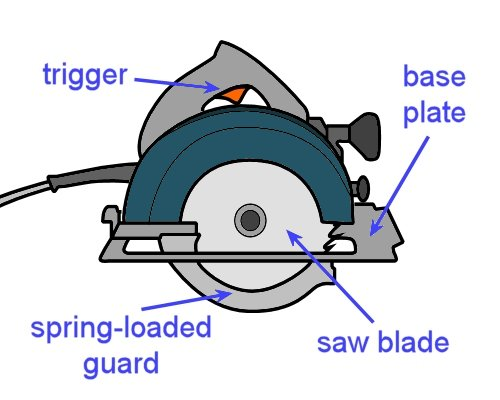 trigger
base
plate
spring-loaded
guard
saw blade